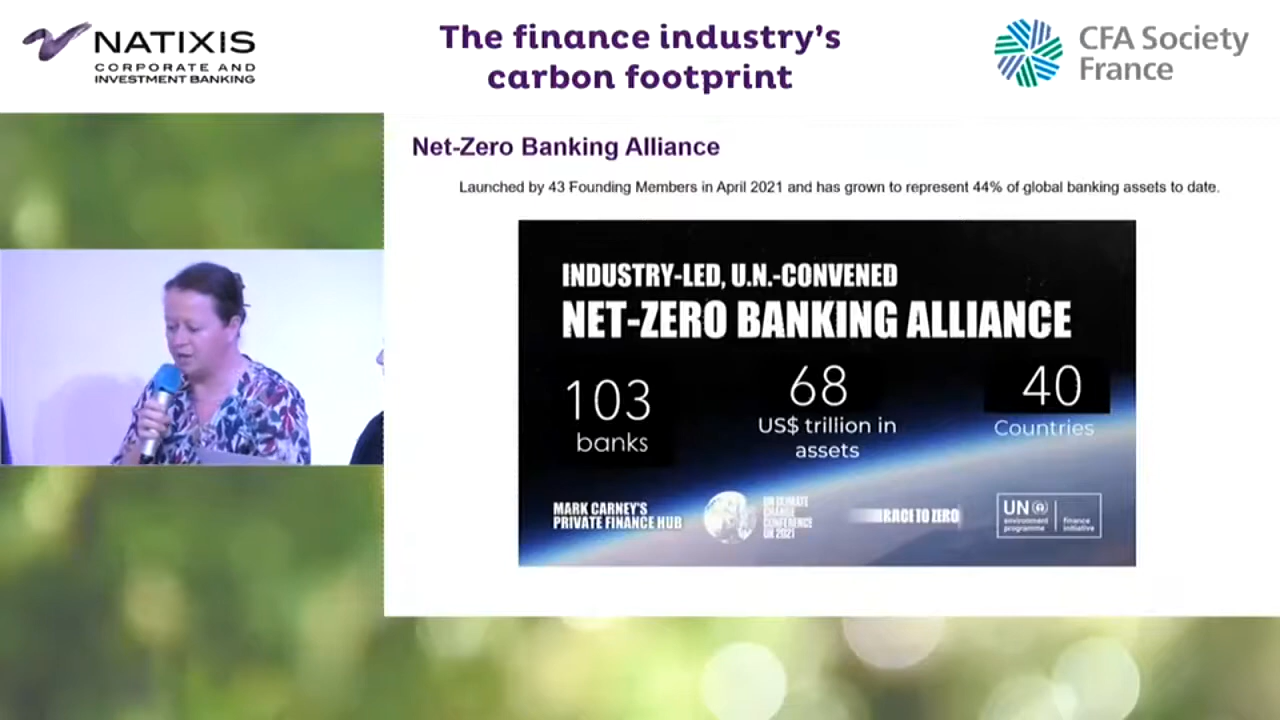 NATIXIS
CORPORATE AND
INVESTMENT BANKING
The finance industry's
carbon footprint
CFA Society
France
Net-Zero Banking Alliance
Launched by 43 Founding Members in April 2021 and has grown to represent 44% of global banking assets to date.
INDUSTRY-LED, U.N.-CONVENED
NET-ZERO BANKING ALLIANCE
103
banks
68
US$ trillion in
assets
40
Countries
MARK CARNEY'S
PRIVATE FINANCE HUB
UN CLIMATE
CHANGE
CONFERENCE
UK 2021
RACE TO ZERO
UN
environment
programme
finance
initiative